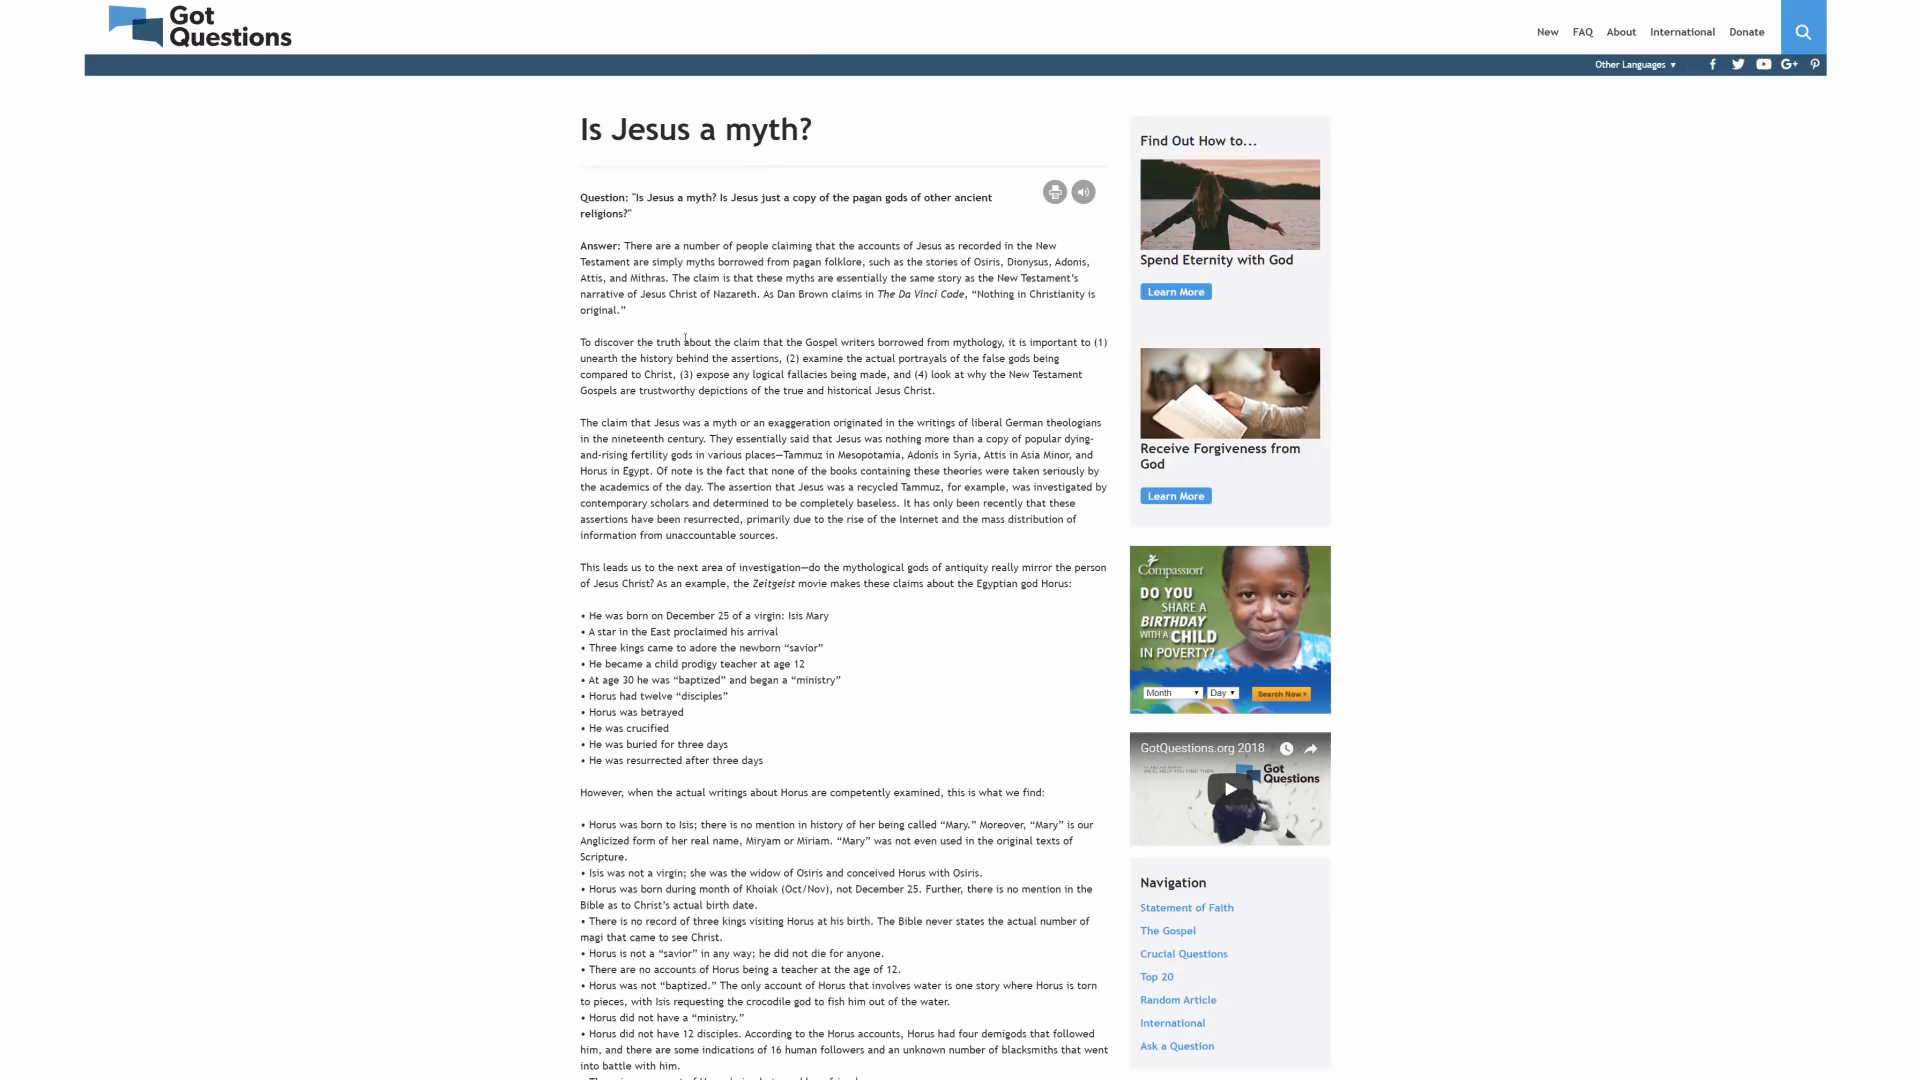 Got
Questions
New FAQ About International Donate
Other Languages ▼
Is Jesus a myth?
Question: "Is Jesus a myth? Is Jesus just a copy of the pagan gods of other ancient
religions?"
Answer: There are a number of people claiming that the accounts of Jesus as recorded in the New
Testament are simply myths borrowed from pagan folklore, such as the stories of Osiris, Dionysus, Adonis,
Attis, and Mithras. The claim is that these myths are essentially the same story as the New Testament’s
narrative of Jesus Christ of Nazareth. As Dan Brown claims in The Da Vinci Code, “Nothing in Christianity is
original.”
To discover the truth about the claim that the Gospel writers borrowed from mythology, it is important to (1)
unearth the history behind the assertions, (2) examine the actual portrayals of the false gods being
compared to Christ, (3) expose any logical fallacies being made, and (4) look at why the New Testament
Gospels are trustworthy depictions of the true and historical Jesus Christ.
The claim that Jesus was a myth or an exaggeration originated in the writings of liberal German theologians
in the nineteenth century. They essentially said that Jesus was nothing more than a copy of popular dying-
and-rising fertility gods in various places—Tammuz in Mesopotamia, Adonis in Syria, Attis in Asia Minor, and
Horus in Egypt. Of note is the fact that none of the books containing these theories were taken seriously by
the academics of the day. The assertion that Jesus was a recycled Tammuz, for example, was investigated by
contemporary scholars and determined to be completely baseless. It has only been recently that these
assertions have been resurrected, primarily due to the rise of the Internet and the mass distribution of
information from unaccountable sources.
This leads us to the next area of investigation—do the mythological gods of antiquity really mirror the person
of Jesus Christ? As an example, the Zeitgeist movie makes these claims about the Egyptian god Horus:
• He was born on December 25 of a virgin: Isis Mary
• A star in the East proclaimed his arrival
• Three kings came to adore the newborn “savior”
• He became a child prodigy teacher at age 12
• At age 30 he was “baptized” and began a “ministry”
• Horus had twelve “disciples”
• Horus was betrayed
• He was crucified
• He was buried for three days
• He was resurrected after three days
However, when the actual writings about Horus are competently examined, this is what we find:
• Horus was born to Isis; there is no mention in history of her being called “Mary.” Moreover, “Mary” is our
Anglicized form of her real name, Miryam or Miriam. “Mary” was not even used in the original texts of
Scripture.
• Isis was not a virgin; she was the widow of Osiris and conceived Horus with Osiris.
• Horus was born during month of Khoiak (Oct/Nov), not December 25. Further, there is no mention in the
Bible as to Christ’s actual birth date.
• There is no record of three kings visiting Horus at his birth. The Bible never states the actual number of
magi that came to see Christ.
• Horus is not a “savior” in any way; he did not die for anyone.
• There are no accounts of Horus being a teacher at the age of 12.
• Horus was not “baptized.” The only account of Horus that involves water is one story where Horus is torn
to pieces, with Isis requesting the crocodile god to fish him out of the water.
• Horus did not have a “ministry.”
• Horus did not have 12 disciples. According to the Horus accounts, Horus had four demigods that followed
him, and there are some indications of 16 human followers and an unknown number of blacksmiths that went
into battle with him.
Find Out How to...
Spend Eternity with God
Learn More
Receive Forgiveness from
God
Learn More
Compassion
DO YOU
SHARE A
BIRTHDAY
WITH A CHILD
IN POVERTY?
Month ▼ Day ▼ Search Now >
GotQuestions.org 2018
Got
Questions
Navigation
Statement of Faith
The Gospel
Crucial Questions
Top 20
Random Article
International
Ask a Question